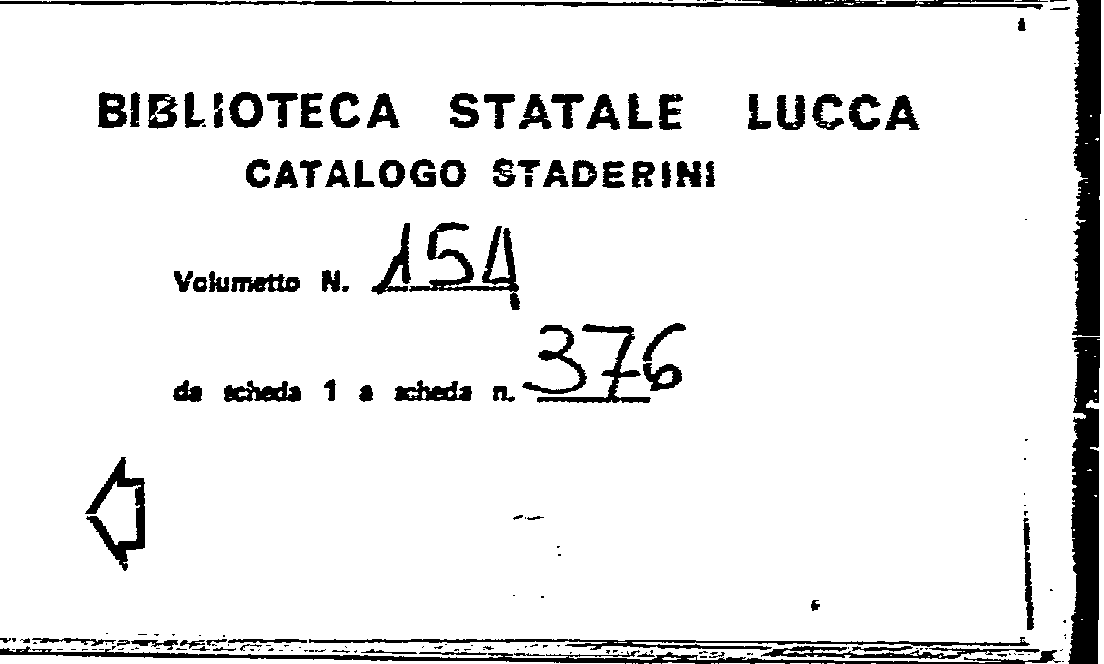 BIBLIOTECA STATALE LUCCA
CATALOGO STADERINI
Volumetto N. 154
da scheda 1 a scheda n. 376